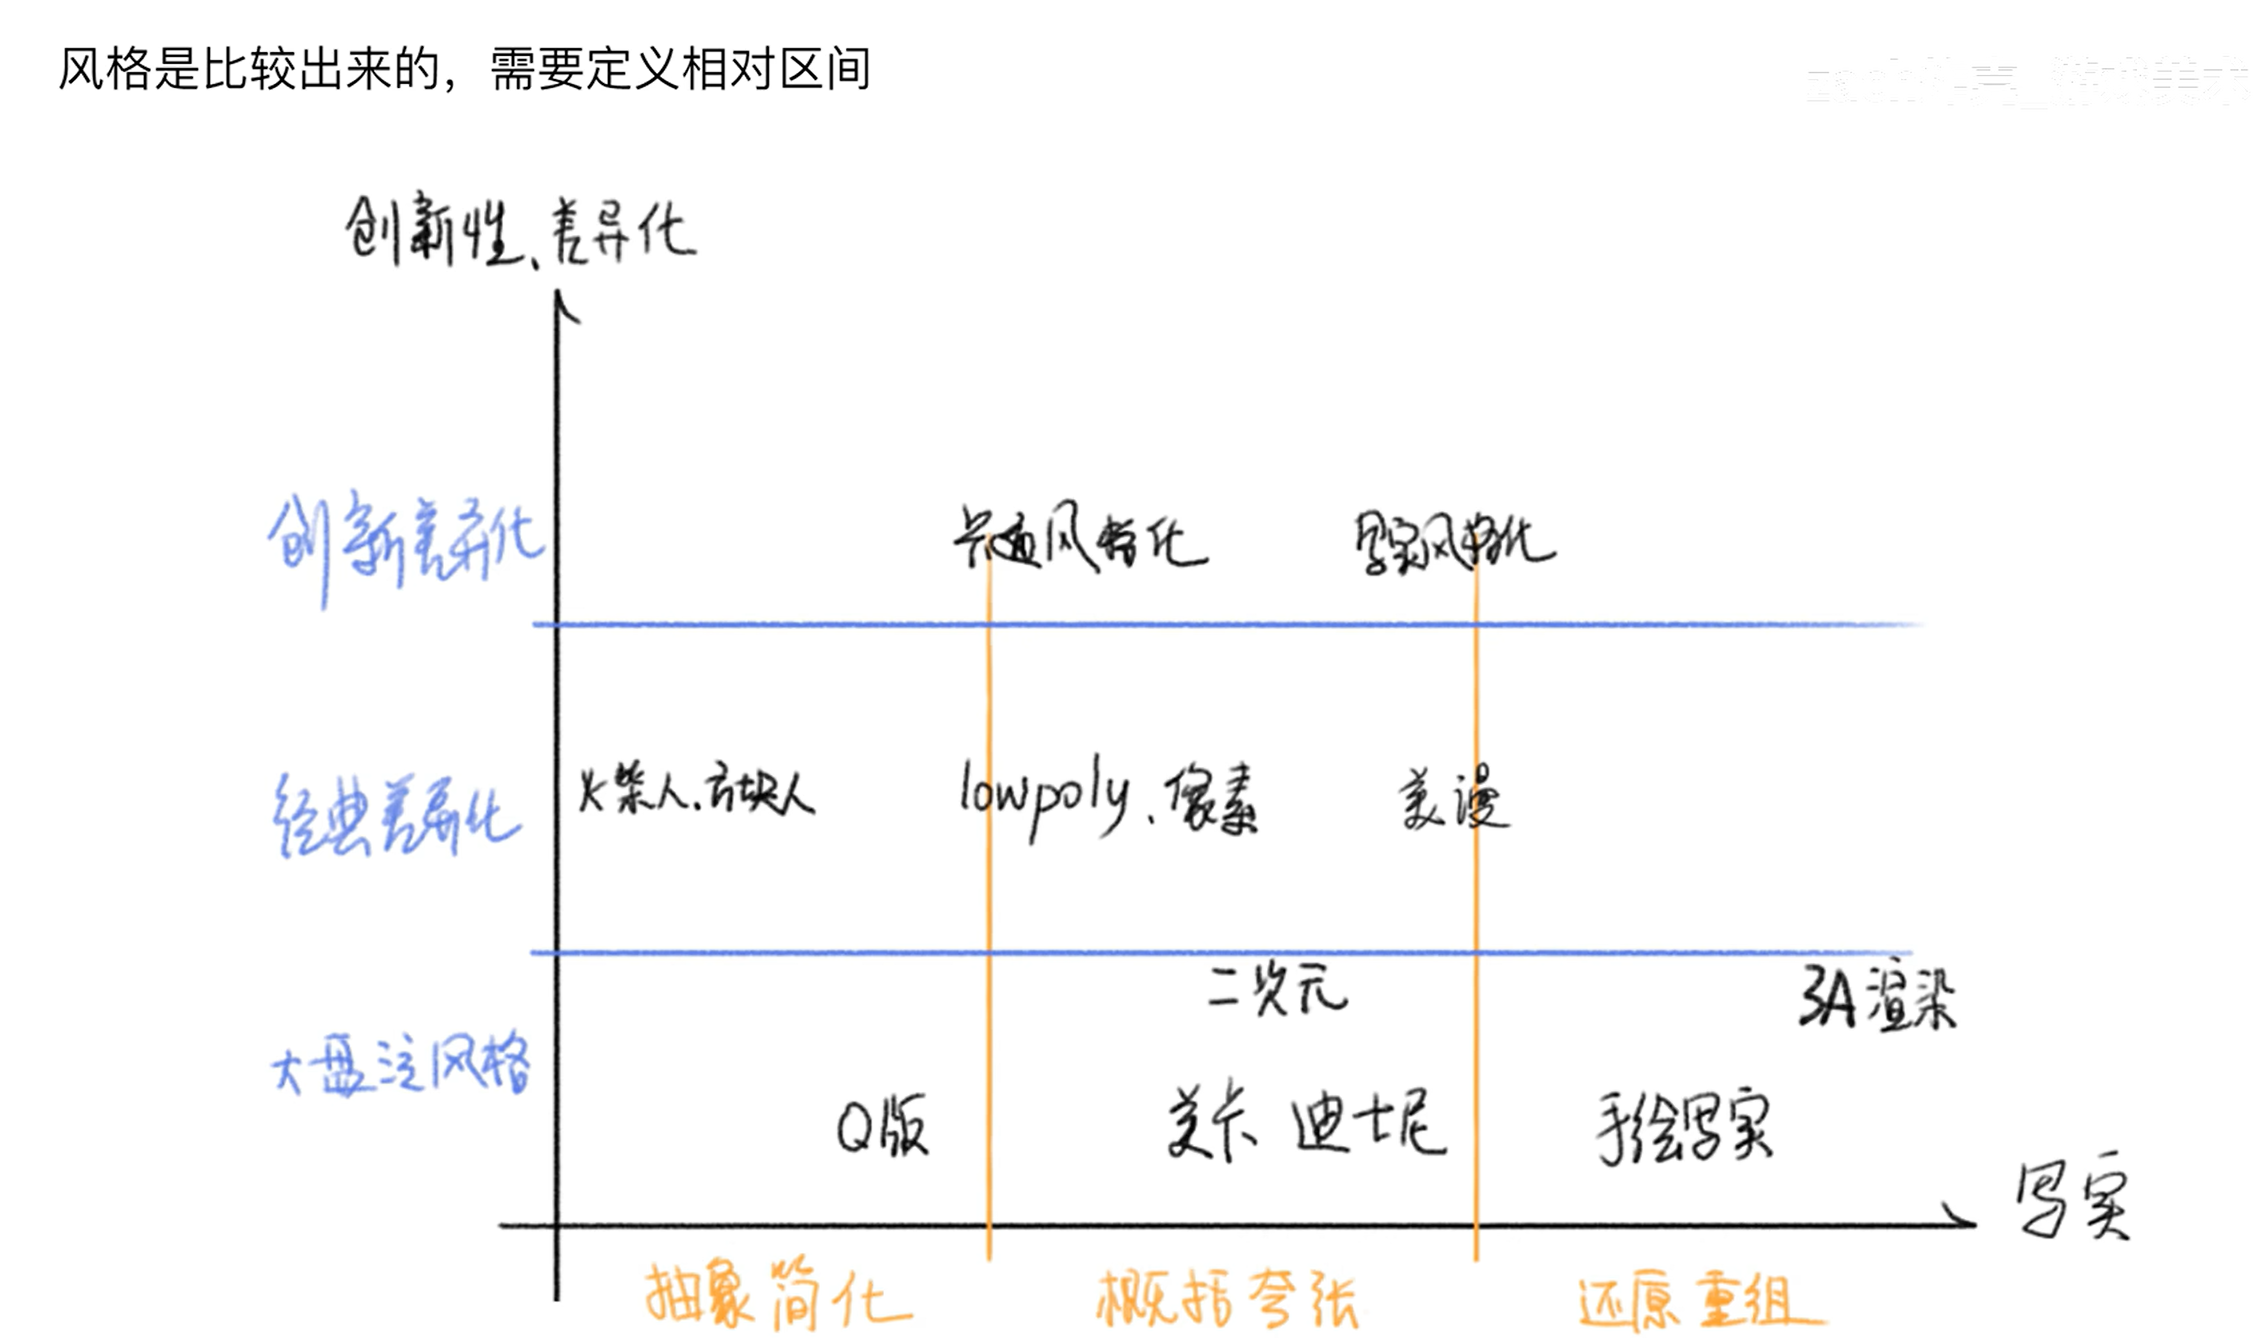 风格是比较出来的，需要定义相对区间
创新性、差异化
创新差异化
卡通风格化
写实风格化
经典差异化
火柴人、方块人
lowpoly、像素
美漫
二次元
3A渲染
大盘泛风格
Q版
美卡 迪士尼
手绘写实
写实
抽象简化
概括夸张
还原重组